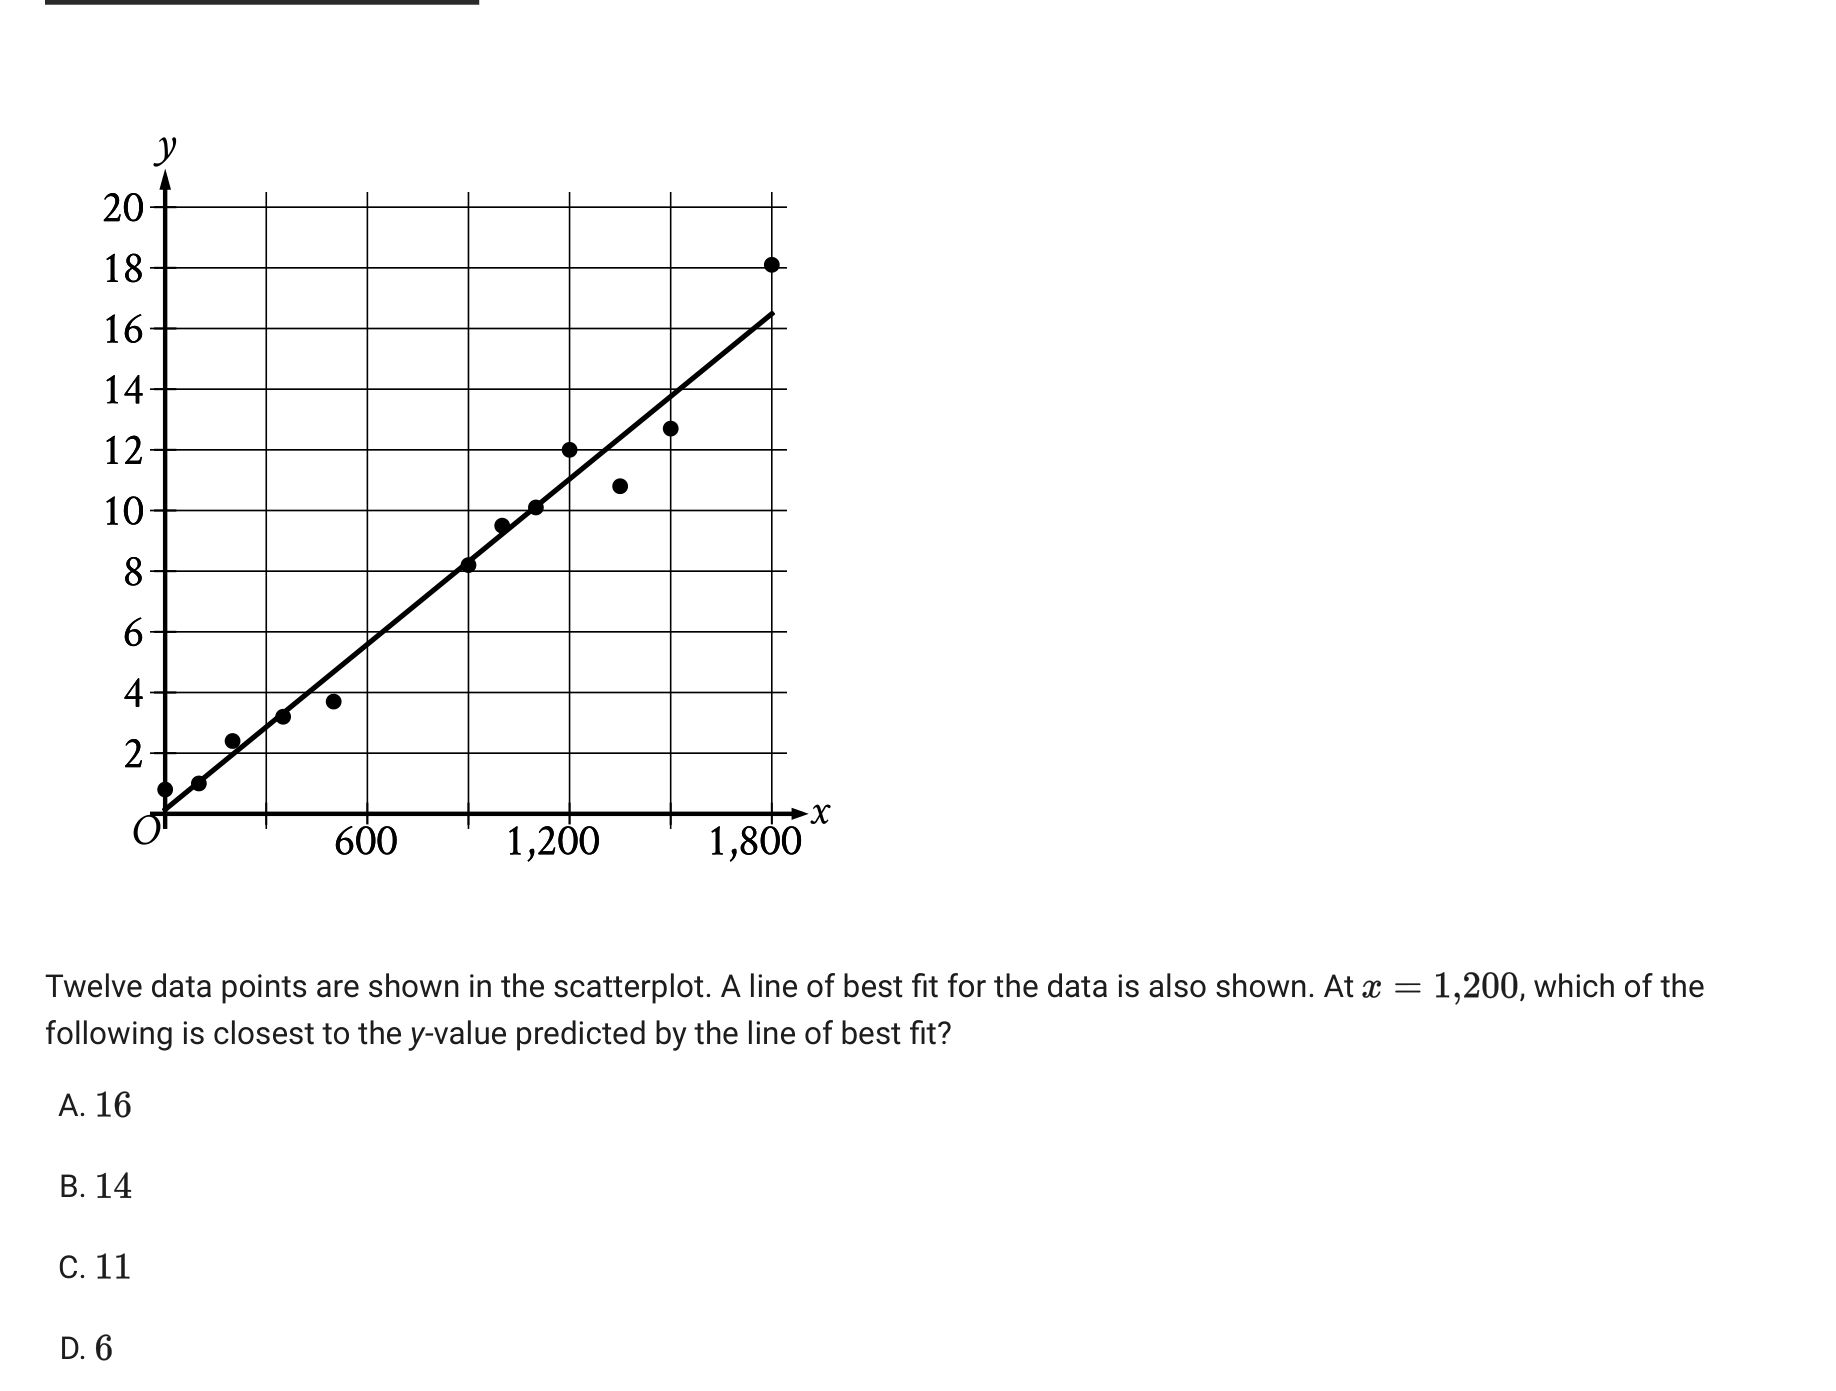 y
20
18
16
14
12
10
8
6
4
2
O
600 1,200 1,800
x
Twelve data points are shown in the scatterplot. A line of best fit for the data is also shown. At x = 1,200, which of the
following is closest to the y-value predicted by the line of best fit?
A. 16
B. 14
C. 11
D. 6